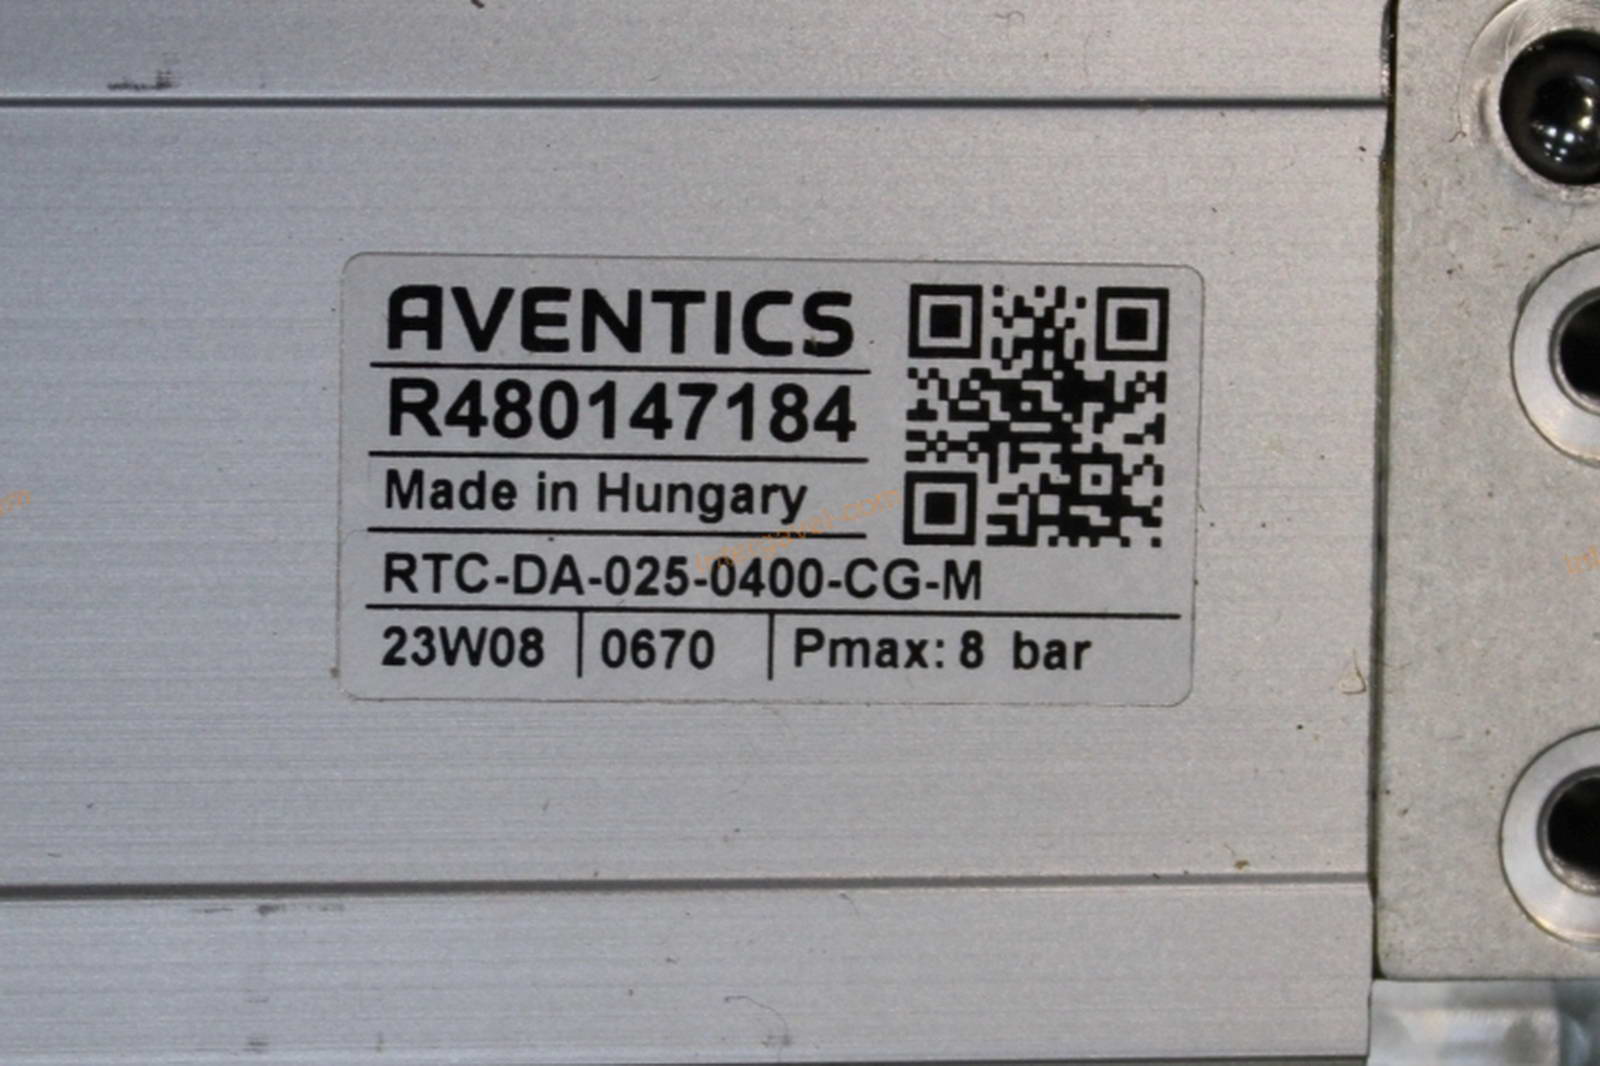 AVENTICS
R480147184
Made in Hungary
RTC-DA-025-0400-CG-M
23W08 0670 Pmax: 8 bar